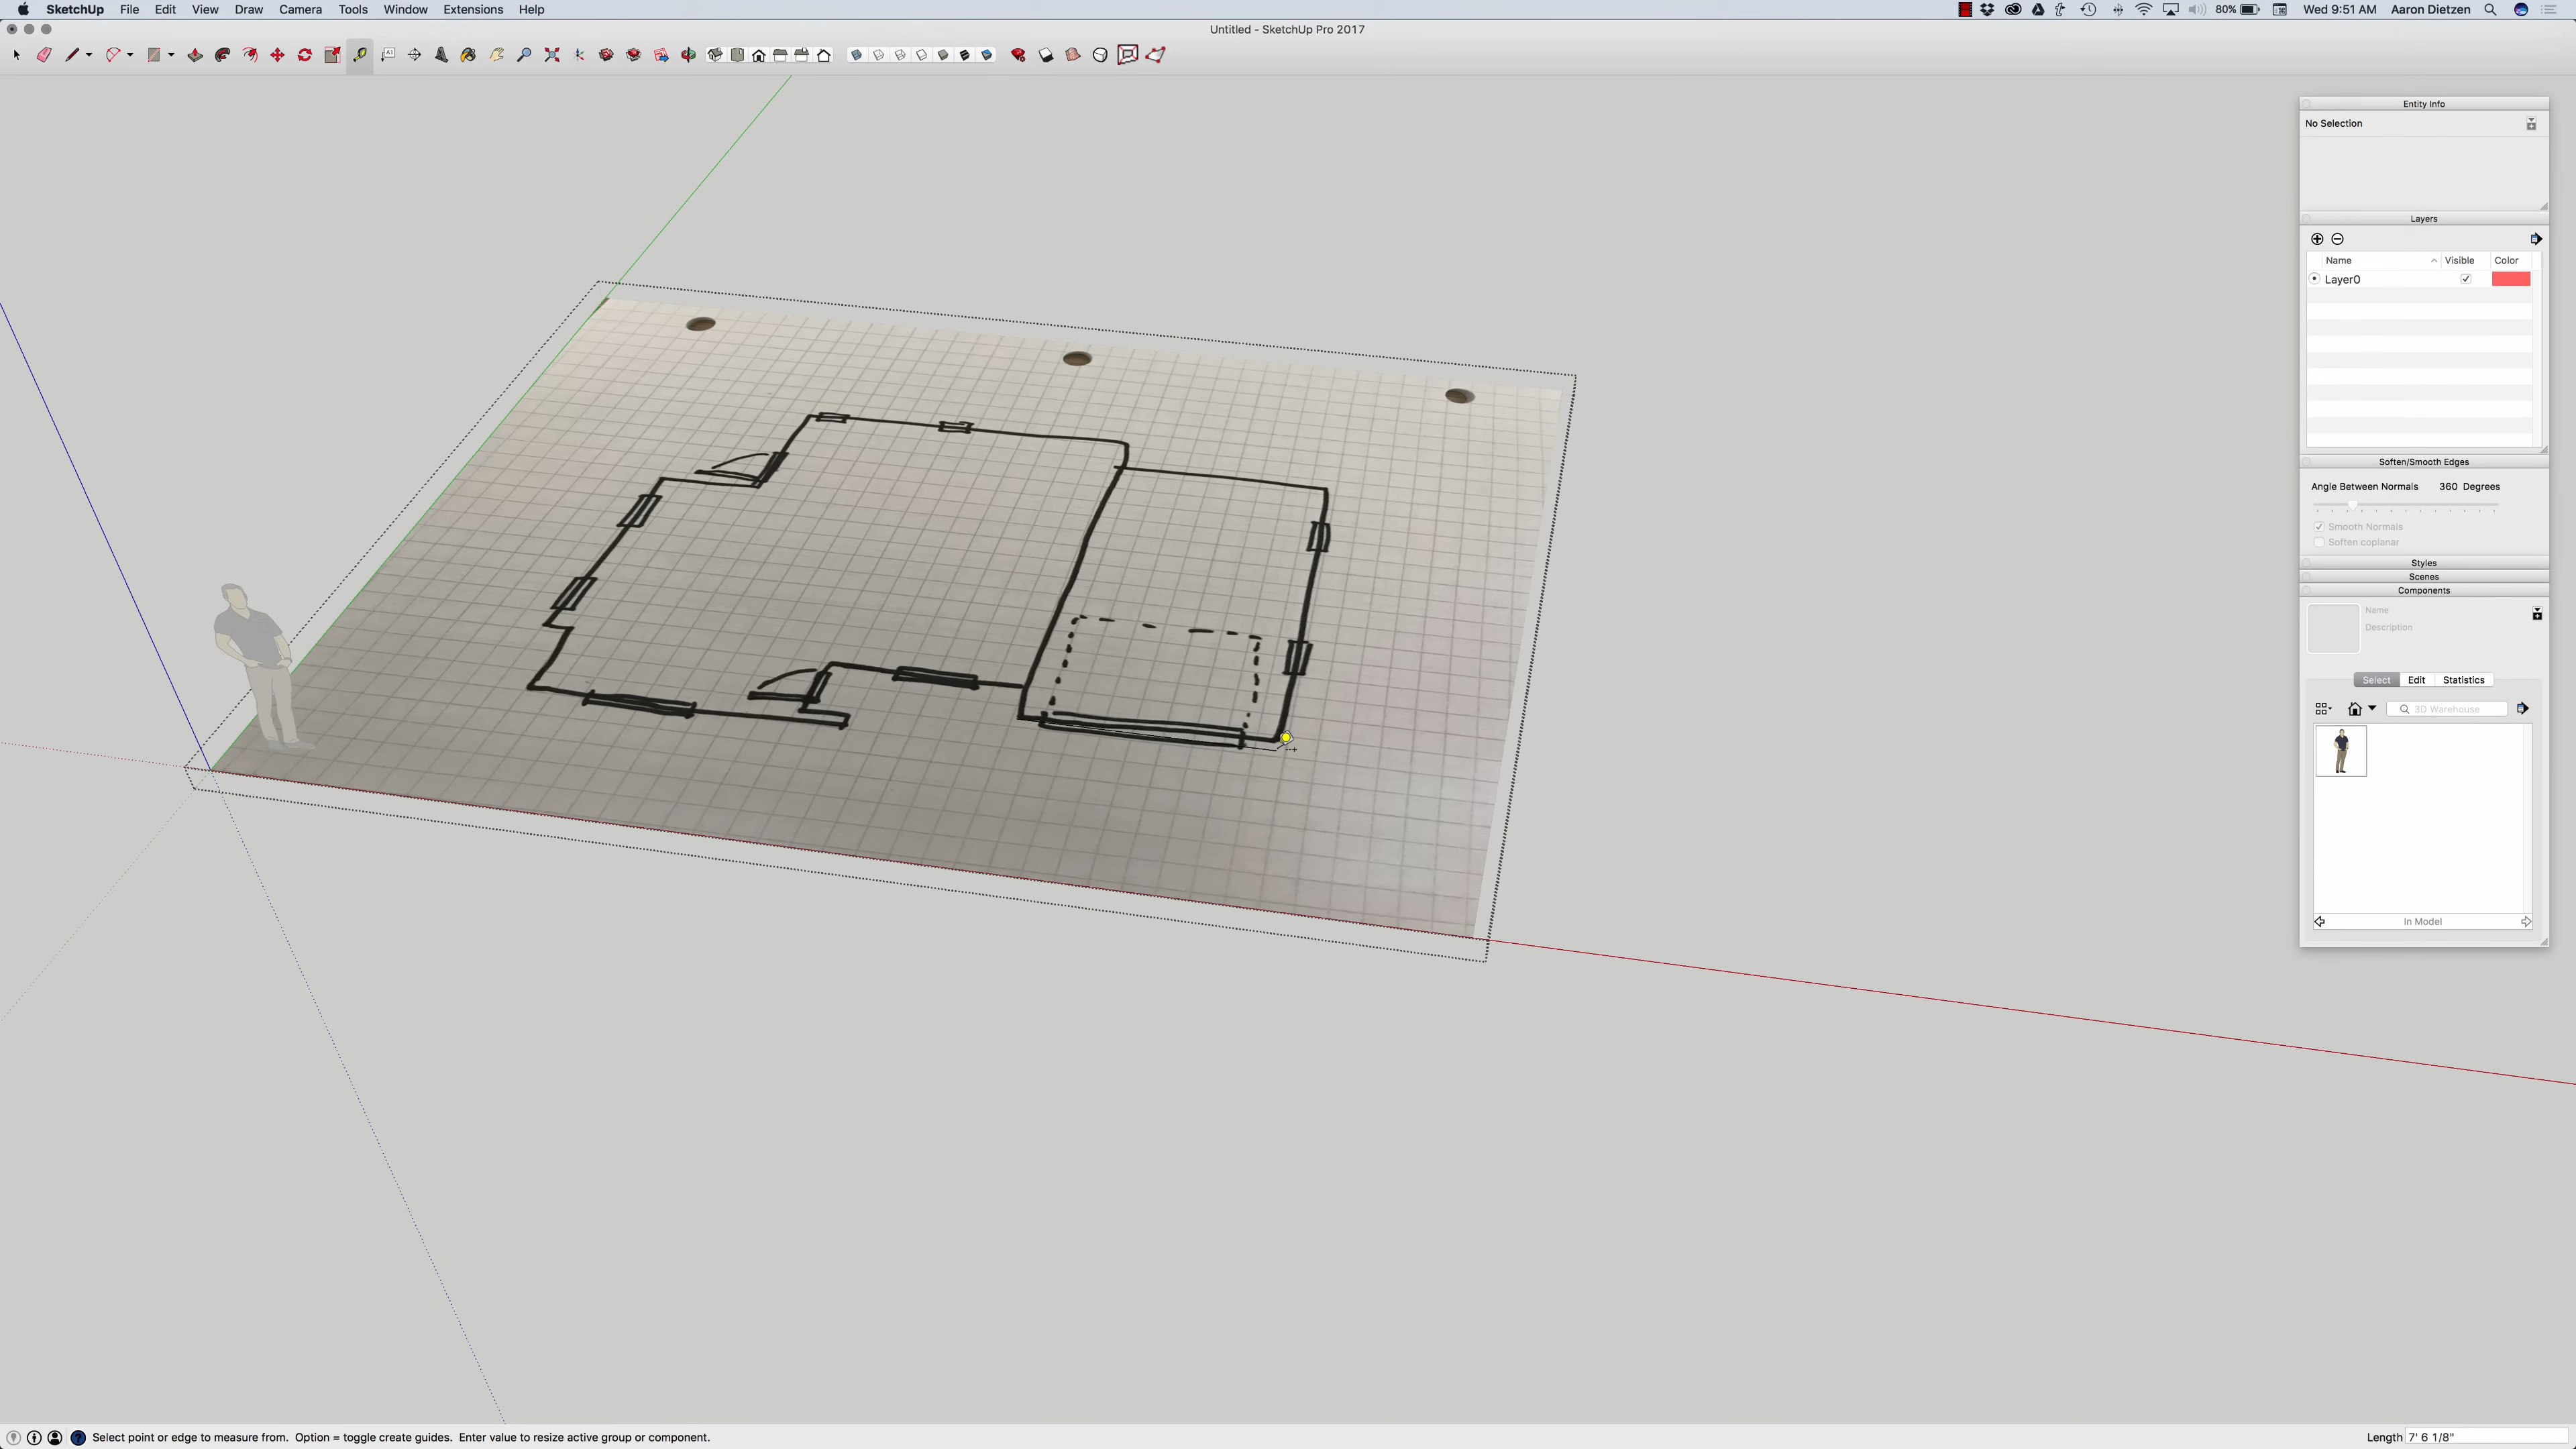 SketchUp File Edit View Draw Camera Tools Window Extensions Help 80% Wed 9:51 AM Aaron Dietzen
Untitled - SketchUp Pro 2017
Entity Info
No Selection
Layers
Name Visible Color
Layer0
Soften/Smooth Edges
Angle Between Normals 360 Degrees
Smooth Normals
Soften coplanar
Styles
Scenes
Components
Name
Description
Select Edit Statistics
3D Warehouse
In Model
Select point or edge to measure from. Option = toggle create guides. Enter value to resize active group or component.
Length 7' 6 1/8"